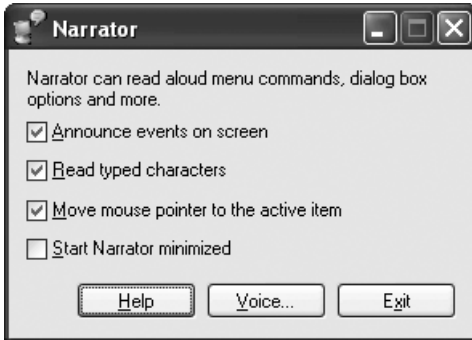 Narrator
Narrator can read aloud menu commands, dialog box
options and more.
Announce events on screen
Read typed characters
Move mouse pointer to the active item
Start Narrator minimized
Help Voice... Exit